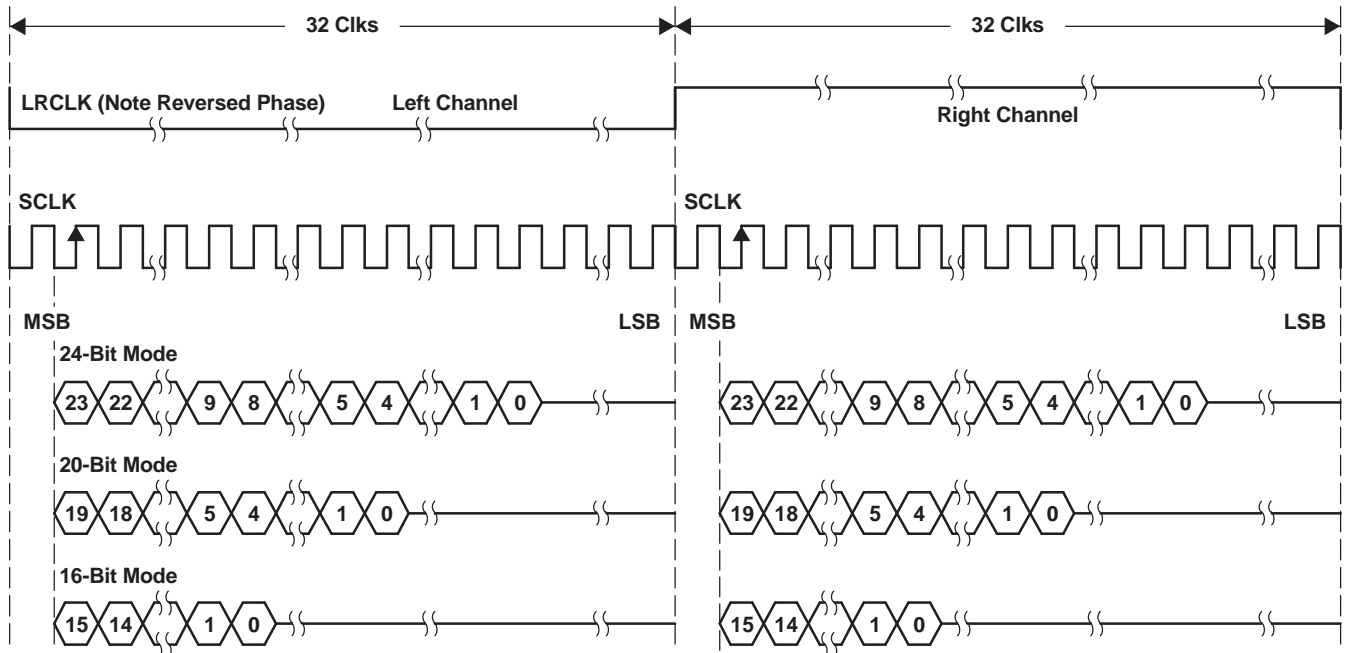 32 Clks 32 Clks
LRCLK (Note Reversed Phase) Left Channel
Right Channel
SCLK SCLK
MSB LSB MSB LSB
24-Bit Mode
23 22 9 8 5 4 1 0 23 22 9 8 5 4 1 0
20-Bit Mode
19 18 5 4 1 0 19 18 5 4 1 0
16-Bit Mode
15 14 1 0 15 14 1 0